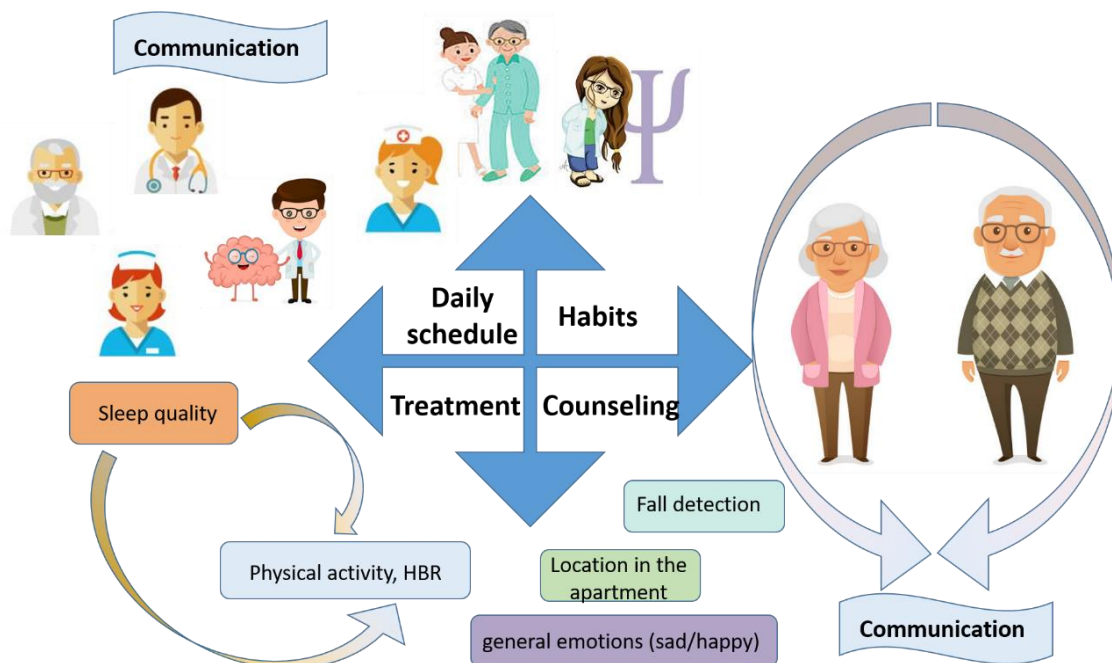 Communication
Ψ
Daily
schedule
Habits
Treatment
Counseling
Sleep quality
Fall detection
Physical activity, HBR
Location in the
apartment
general emotions (sad/happy)
Communication